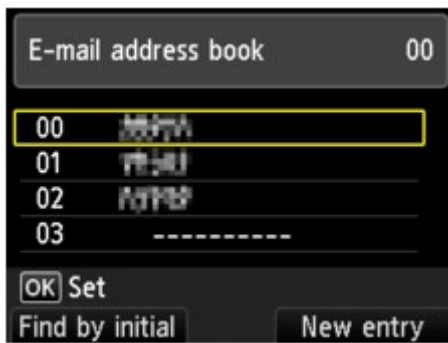 E-mail address book 00
00
01
02
03 ----------
OK Set
Find by initial New entry